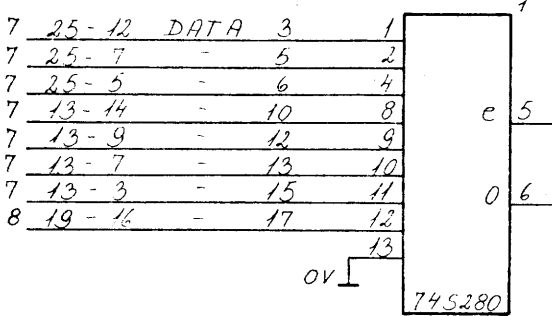 1
7 25-12 DATA 3 1
7 25-7 - 5 2
7 25-5 - 6 4
7 13-14 - 10 8 e 5
7 13-9 - 12 9
7 13-7 - 13 10
7 13-3 - 15 11 O 6
8 19-16 - 17 12
13
0V
74S280